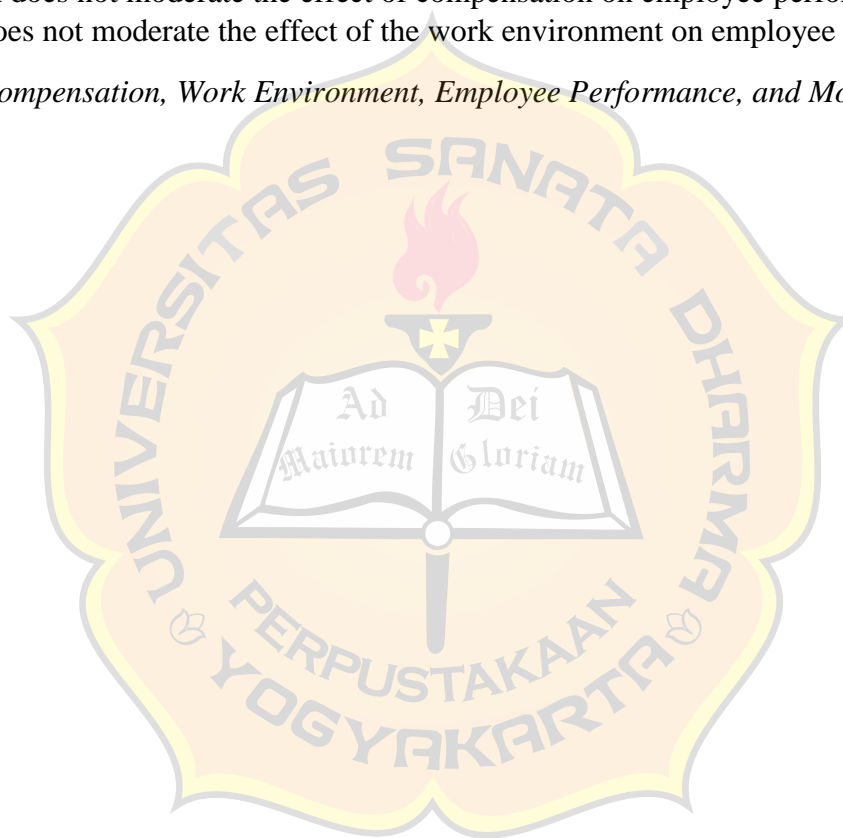 does not moderate the effect of compensation on employee perfor
oes not moderate the effect of the work environment on employee
ompensation, Work Environment, Employee Performance, and Mo
UNIVERSITAS SANATA DHARMA
Ad Dei
Maiorem Gloriam
PERPUSTAKAAN
YOGYAKARTA